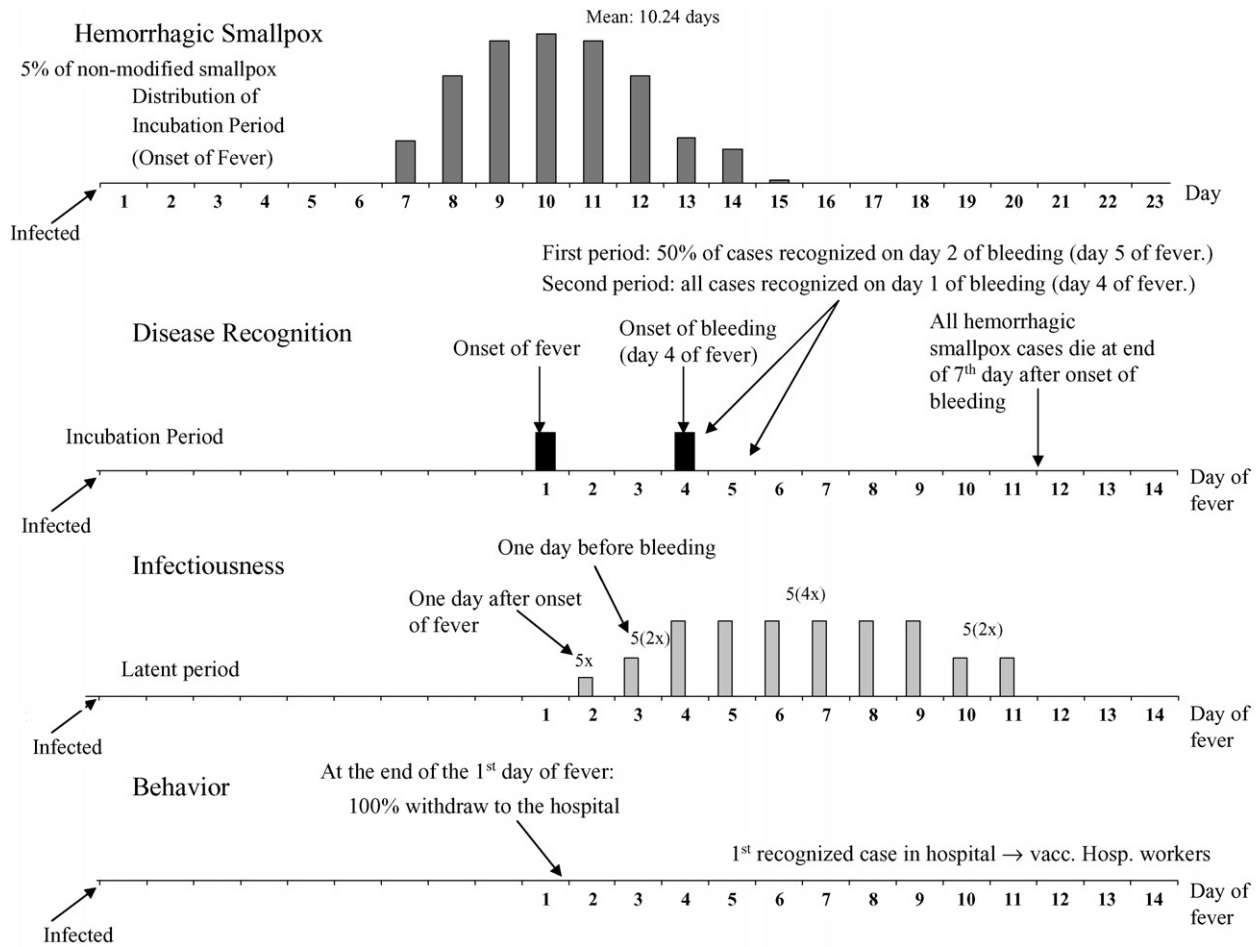 Mean: 10.24 days
Hemorrhagic Smallpox
5% of non-modified smallpox
Distribution of
Incubation Period
(Onset of Fever)
1 2 3 4 5 6 7 8 9 10 11 12 13 14 15 16 17 18 19 20 21 22 23 Day
Infected
First period: 50% of cases recognized on day 2 of bleeding (day 5 of fever.)
Second period: all cases recognized on day 1 of bleeding (day 4 of fever.)
Disease Recognition
Onset of fever
Onset of bleeding
(day 4 of fever)
All hemorrhagic
smallpox cases die at end
of 7th day after onset of
bleeding
Incubation Period
1 2 3 4 5 6 7 8 9 10 11 12 13 14 Day of
fever
Infected
Infectiousness
One day before bleeding
One day after onset
of fever
5x
5(2x)
5(4x)
5(2x)
Latent period
1 2 3 4 5 6 7 8 9 10 11 12 13 14 Day of
fever
Infected
Behavior
At the end of the 1st day of fever:
100% withdraw to the hospital
1st recognized case in hospital → vacc. Hosp. workers
1 2 3 4 5 6 7 8 9 10 11 12 13 14 Day of
fever
Infected